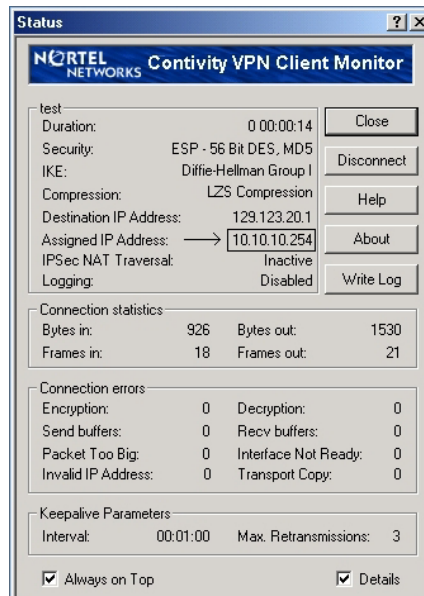 Status
NORTEL NETWORKS Contivity VPN Client Monitor
test
Duration: 0 00:00:14
Security: ESP - 56 Bit DES, MD5
IKE: Diffie-Hellman Group I
Compression: LZS Compression
Destination IP Address: 129.123.20.1
Assigned IP Address: 10.10.10.254
IPSec NAT Traversal: Inactive
Logging: Disabled
Close
Disconnect
Help
About
Write Log
Connection statistics
Bytes in: 926 Bytes out: 1530
Frames in: 18 Frames out: 21
Connection errors
Encryption: 0 Decryption: 0
Send buffers: 0 Recv buffers: 0
Packet Too Big: 0 Interface Not Ready: 0
Invalid IP Address: 0 Transport Copy: 0
Keepalive Parameters
Interval: 00:01:00 Max. Retransmissions: 3
Always on Top Details